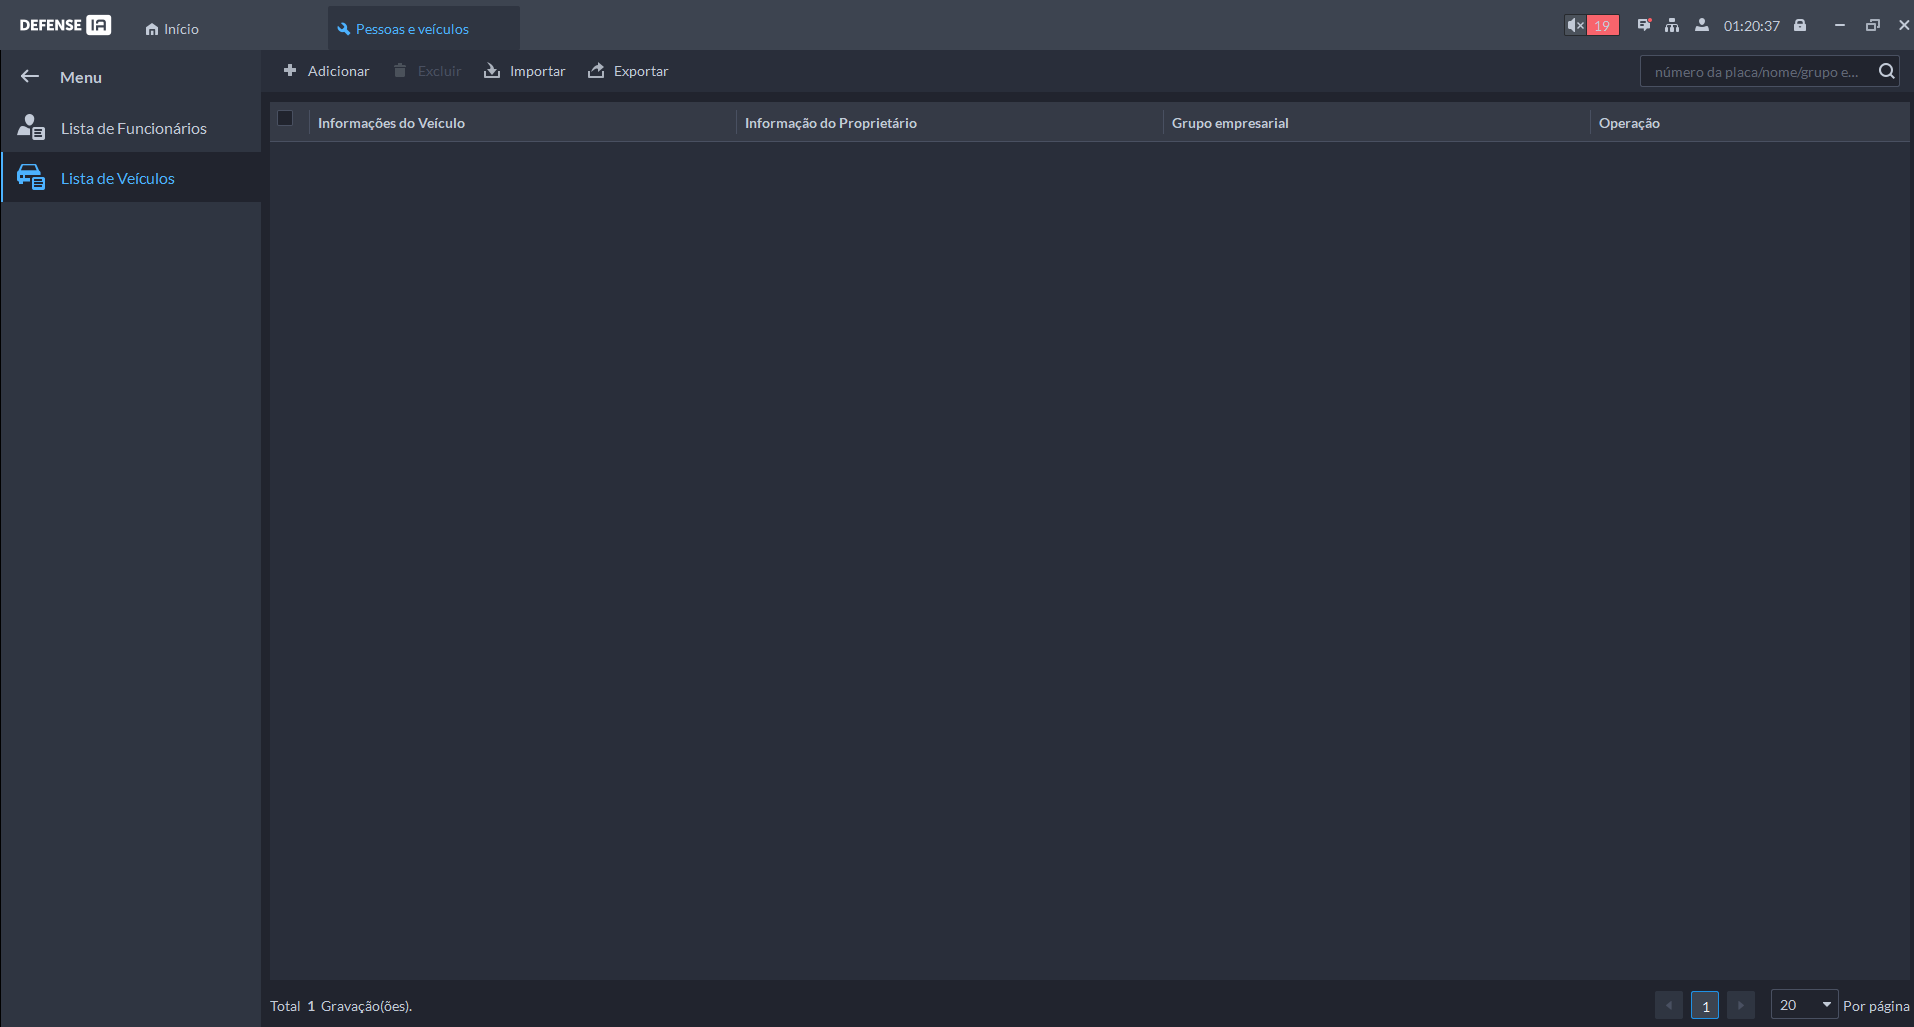 DEFENSE IA
Início
Pessoas e veículos
19
01:20:37
Menu
Adicionar
Excluir
Importar
Exportar
número da placa/nome/grupo e...
Lista de Funcionários
Lista de Veículos
Informações do Veículo
Informação do Proprietário
Grupo empresarial
Operação
Total 1 Gravação(ões).
1
20
Por página